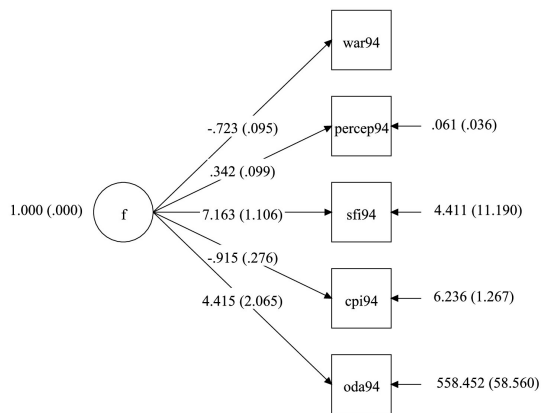 war94
-.723 (.095)
percep94
.061 (.036)
.342 (.099)
1.000 (.000)
f
7.163 (1.106)
sfi94
4.411 (11.190)
-.915 (.276)
cpi94
6.236 (1.267)
4.415 (2.065)
oda94
558.452 (58.560)